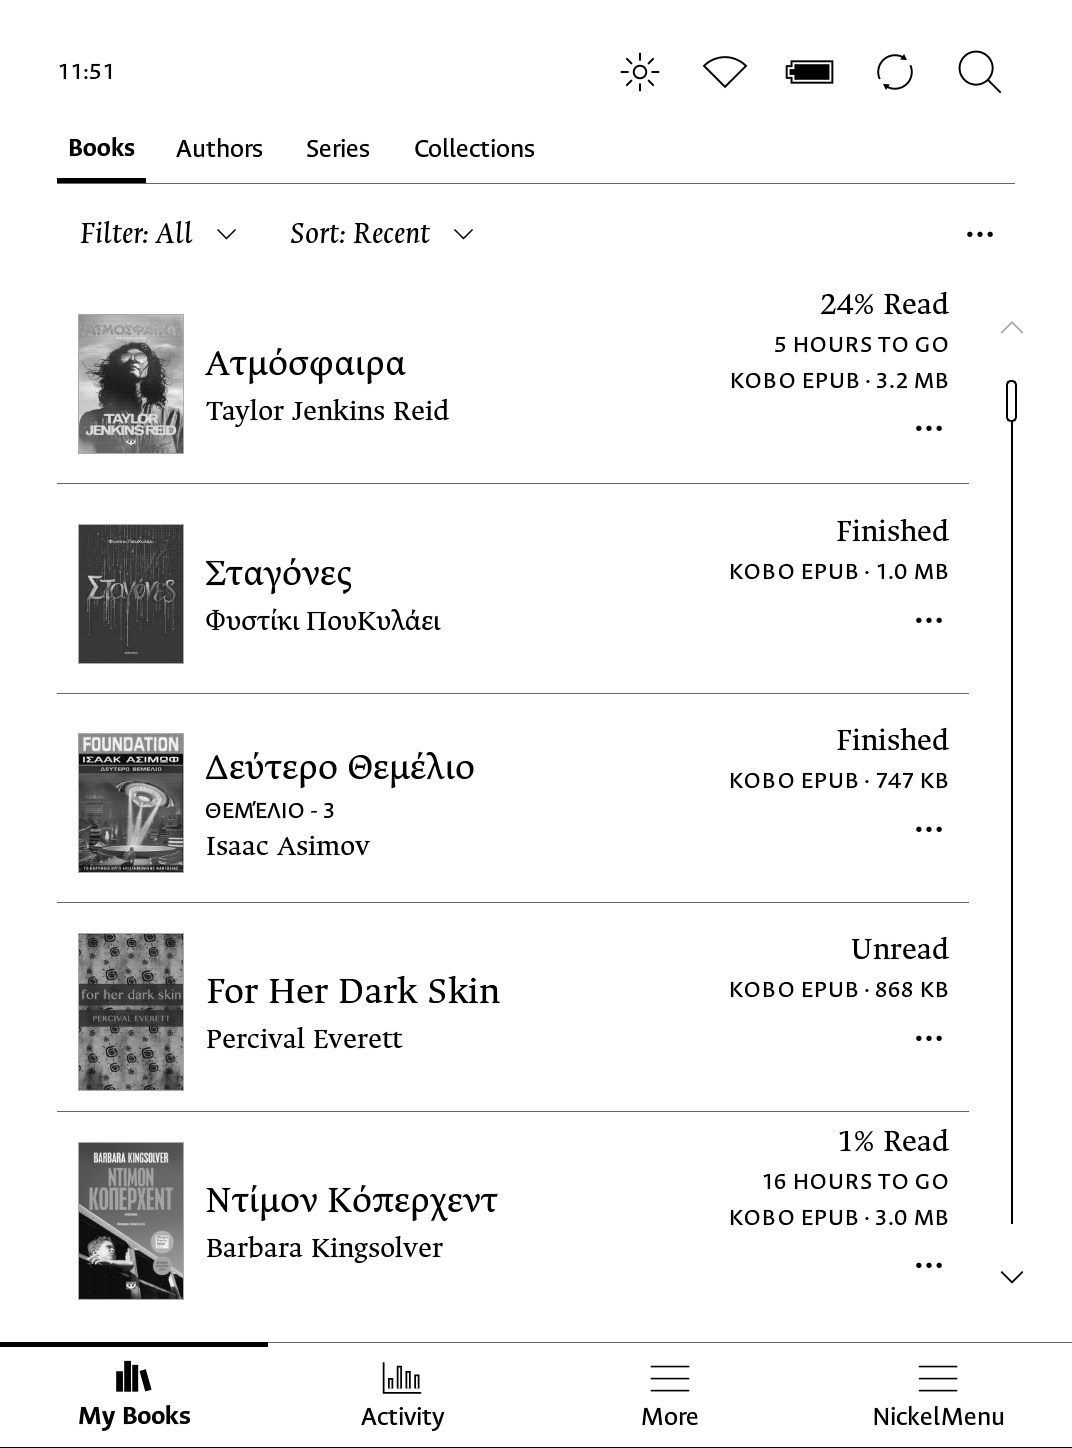 11:51
Books Authors Series Collections
Filter: All Sort: Recent
24% Read
5 HOURS TO GO
KOBO EPUB · 3.2 MB
ΑΤΜΟΣΦΑΙΡΑ
TAYLOR
JENKINS REID
Ατμόσφαιρα
Taylor Jenkins Reid
Finished
KOBO EPUB · 1.0 MB
Φυστίκι ΠουΚυλάει
Σταγόνες
Σταγόνες
Φυστίκι ΠουΚυλάει
Finished
KOBO EPUB · 747 KB
FOUNDATION
ΙΣΑΑΚ ΑΣΙΜΩΦ
ΔΕΥΤΕΡΟ ΘΕΜΕΛΙΟ
Δεύτερο Θεμέλιο
ΘΕΜΈΛΙΟ - 3
Isaac Asimov
Unread
KOBO EPUB · 868 KB
for her dark skin
PERCIVAL EVERETT
For Her Dark Skin
Percival Everett
1% Read
16 HOURS TO GO
KOBO EPUB · 3.0 MB
BARBARA KINGSOLVER
ΝΤΙΜΟΝ
ΚΟΠΕΡΧΕΝΤ
Ντίμον Κόπερχεντ
Barbara Kingsolver
My Books Activity More NickelMenu